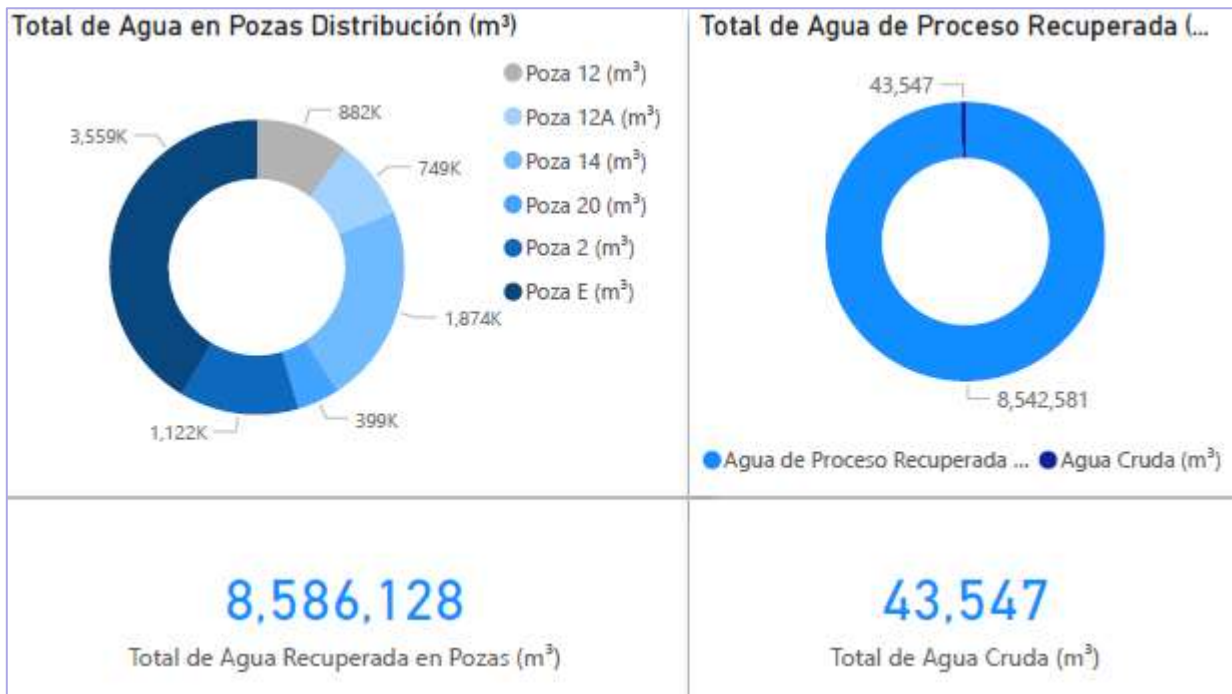 Total de Agua en Pozas Distribución (m³)
Poza 12 (m³)
Poza 12A (m³)
Poza 14 (m³)
Poza 20 (m³)
Poza 2 (m³)
Poza E (m³)
882K
749K
1,874K
399K
1,122K
3,559K
Total de Agua de Proceso Recuperada (...
43,547
8,542,581
Agua de Proceso Recuperada ...
Agua Cruda (m³)
8,586,128
Total de Agua Recuperada en Pozas (m³)
43,547
Total de Agua Cruda (m³)